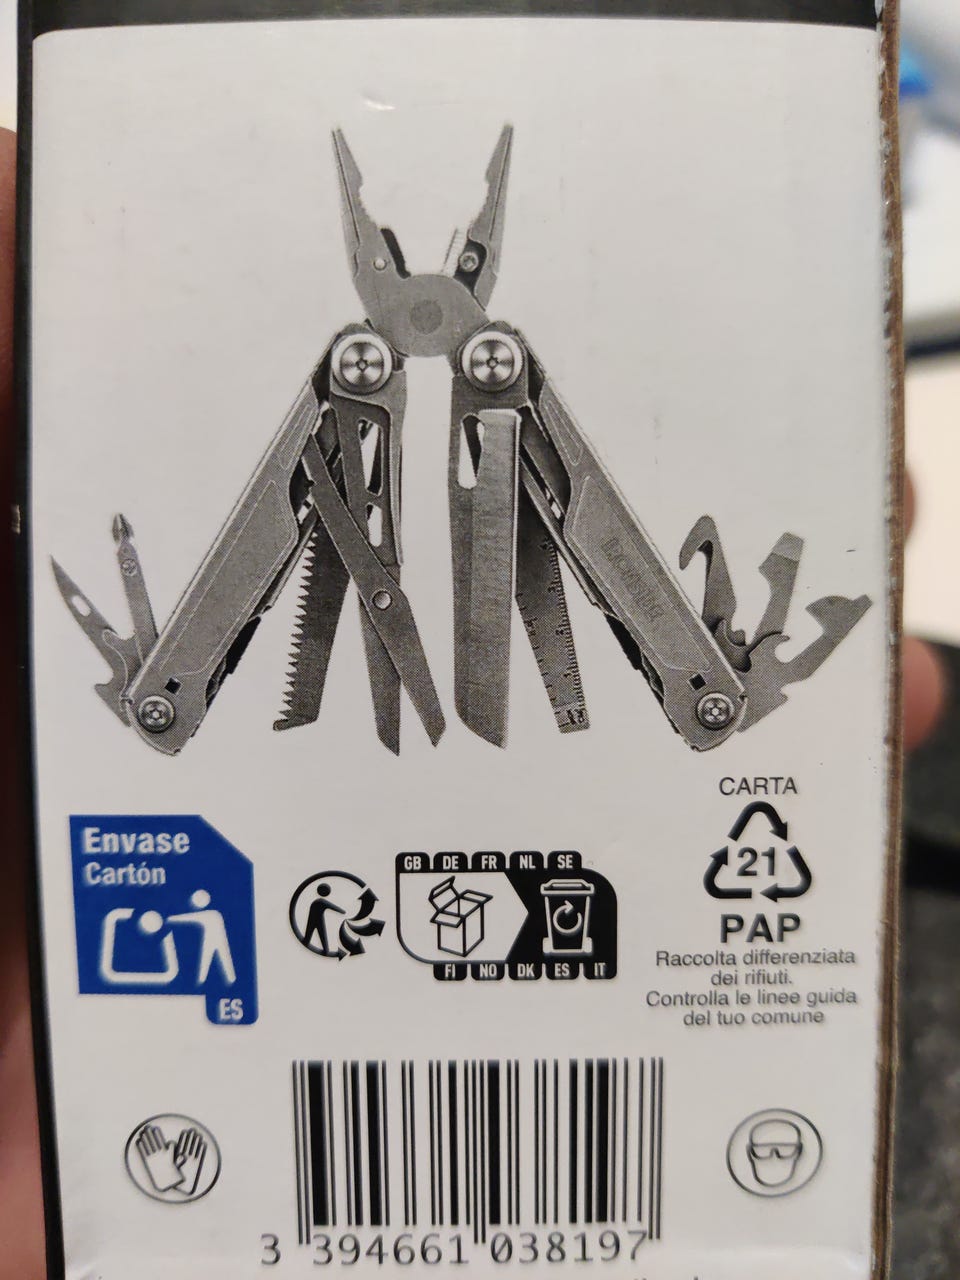 Envase
Cartón
ES
GB DE FR NL SE
FI NO DK ES IT
CARTA
21
PAP
Raccolta differenziata
dei rifiuti.
Controlla le linee guida
del tuo comune
3 394661 038197